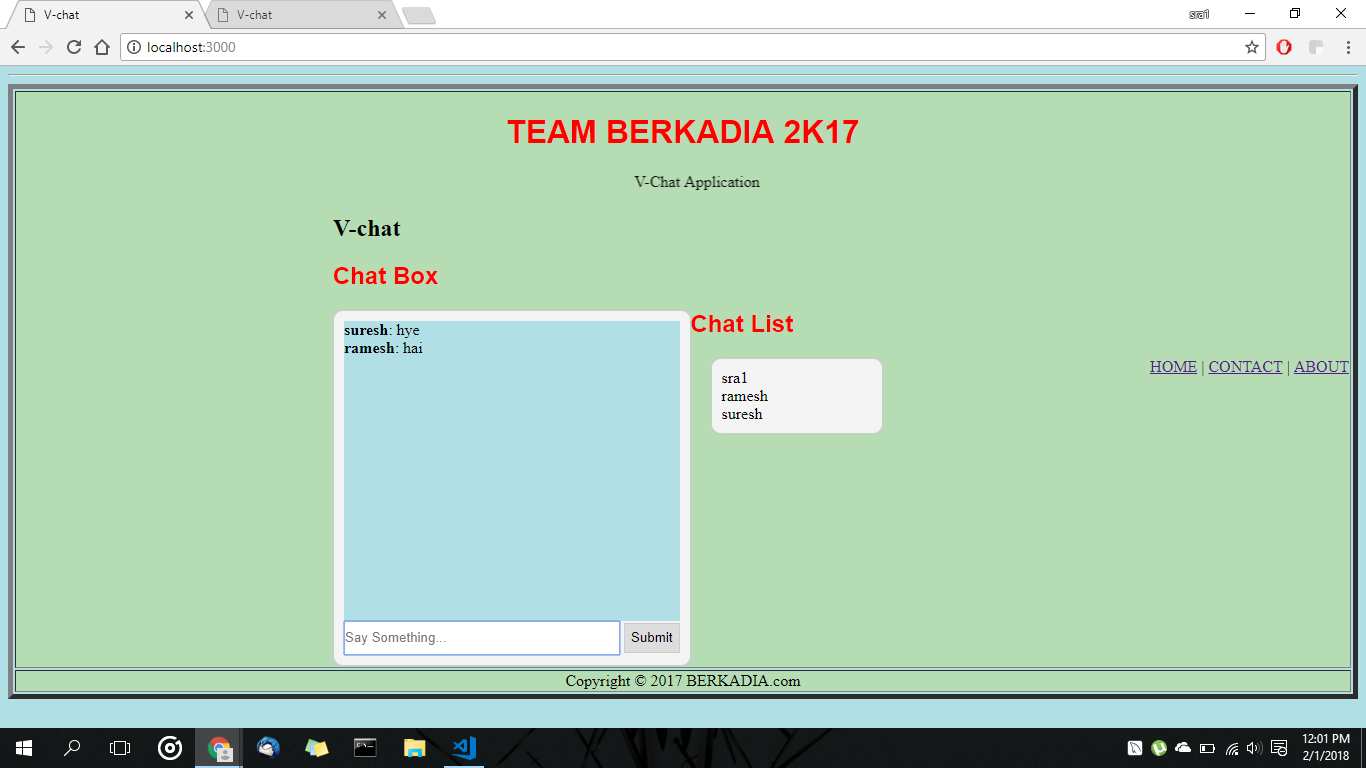 V-chat
V-chat
sra1
localhost:3000
TEAM BERKADIA 2K17
V-Chat Application
V-chat
Chat Box
suresh: hye
ramesh: hai
Say Something...
Submit
Chat List
sra1
ramesh
suresh
HOME | CONTACT | ABOUT
Copyright © 2017 BERKADIA.com
12:01 PM
2/1/2018